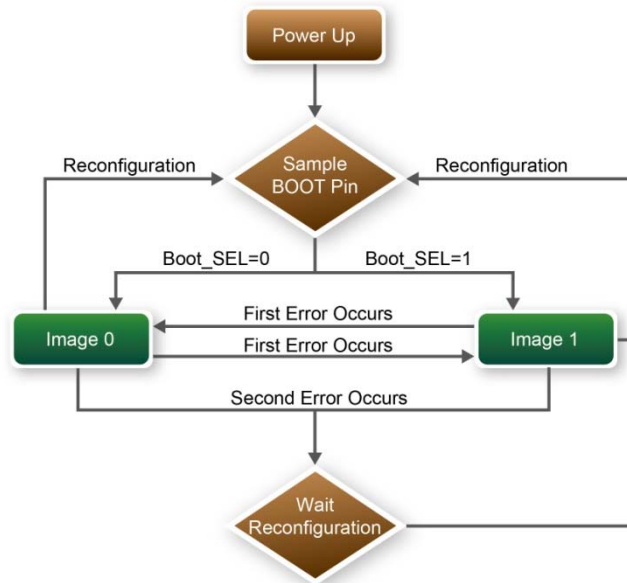 Power Up
Reconfiguration
Sample
BOOT Pin
Reconfiguration
Boot_SEL=0
Boot_SEL=1
First Error Occurs
Image 0
Image 1
First Error Occurs
Second Error Occurs
Wait
Reconfiguration